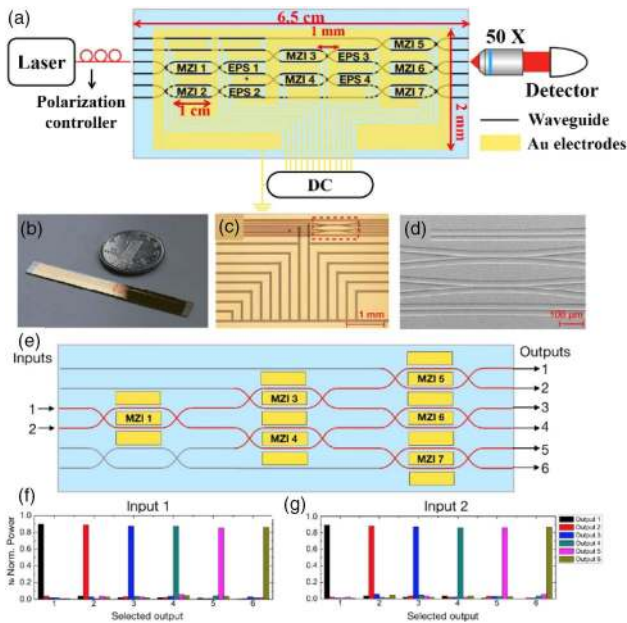 (a)
6.5 cm
1 mm
50 X
Laser
MZI 5
MZI 3 EPS 3
MZI 1 EPS 1 MZI 6
MZI 4 EPS 4
MZI 2 EPS 2 MZI 7
Detector
Polarization
controller
1 cm
2 mm
Waveguide
Au electrodes
DC
(b)
(c)
1 mm
(d)
100 μm
(e)
Inputs
Outputs
1
2
MZI 1
MZI 3
MZI 4
MZI 5
MZI 6
MZI 7
1
2
3
4
5
6
(f)
Input 1
Norm. Power
1.0
0.8
0.6
0.4
0.2
0.0
1 2 3 4 5 6
Selected output
(g)
Input 2
1.0
0.8
0.6
0.4
0.2
0.0
1 2 3 4 5 6
Selected output
Output 1
Output 2
Output 3
Output 4
Output 5
Output 6